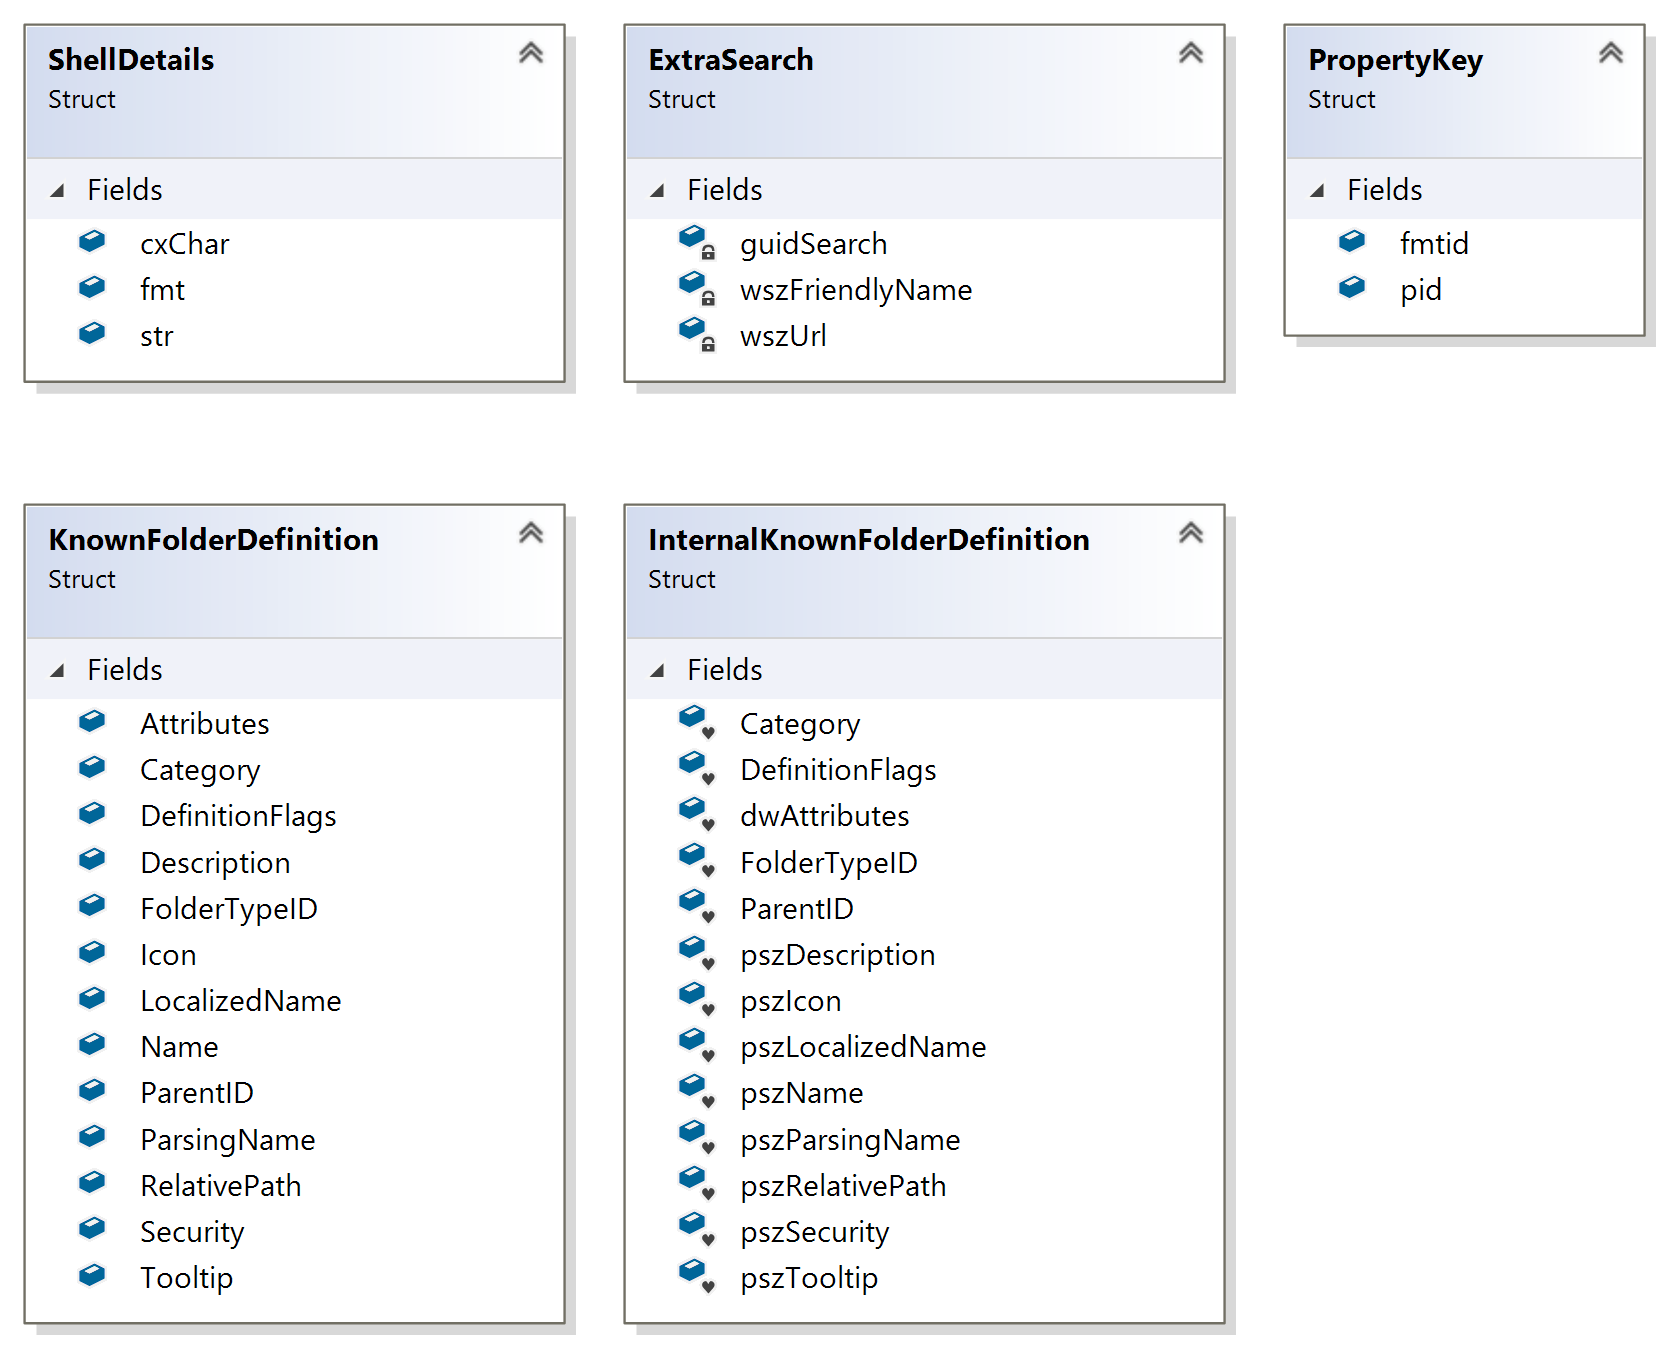 ShellDetails
Struct
Fields
cxChar
fmt
str
ExtraSearch
Struct
Fields
guidSearch
wszFriendlyName
wszUrl
PropertyKey
Struct
Fields
fmtid
pid
KnownFolderDefinition
Struct
Fields
Attributes
Category
DefinitionFlags
Description
FolderTypeID
Icon
LocalizedName
Name
ParentID
ParsingName
RelativePath
Security
Tooltip
InternalKnownFolderDefinition
Struct
Fields
Category
DefinitionFlags
dwAttributes
FolderTypeID
ParentID
pszDescription
pszIcon
pszLocalizedName
pszName
pszParsingName
pszRelativePath
pszSecurity
pszTooltip